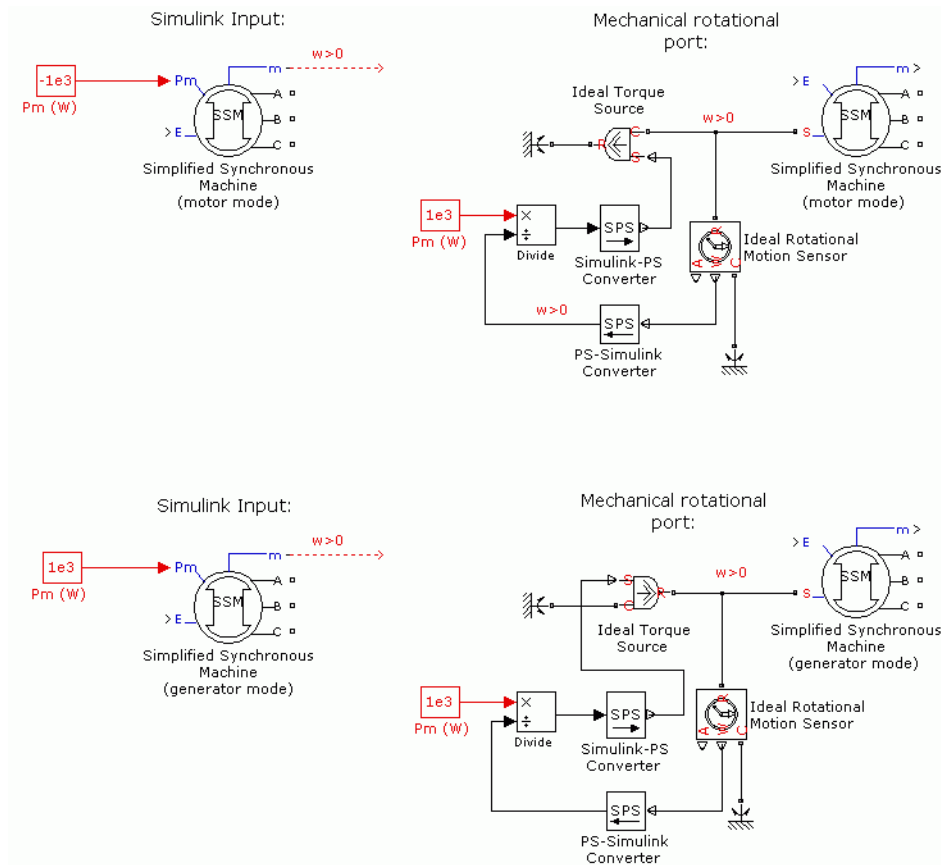 Simulink Input:
-1e3
Pm (W)
Pm
m
w>0
>E
SSM
A
B
C
Simplified Synchronous
Machine
(motor mode)
Mechanical rotational
port:
Ideal Torque
Source
R
C
S
w>0
>E
m>
S
SSM
A
B
C
Simplified Synchronous
Machine
(motor mode)
1e3
Pm (W)
×
÷
Divide
SPS
Simulink-PS
Converter
R
A
W
C
Ideal Rotational
Motion Sensor
w>0
SPS
PS-Simulink
Converter
Simulink Input:
1e3
Pm (W)
Pm
m
w>0
>E
SSM
A
B
C
Simplified Synchronous
Machine
(generator mode)
Mechanical rotational
port:
S
C
R
Ideal Torque
Source
w>0
>E
m>
S
SSM
A
B
C
Simplified Synchronous
Machine
(generator mode)
1e3
Pm (W)
×
÷
Divide
SPS
Simulink-PS
Converter
R
A
W
C
Ideal Rotational
Motion Sensor
SPS
PS-Simulink
Converter